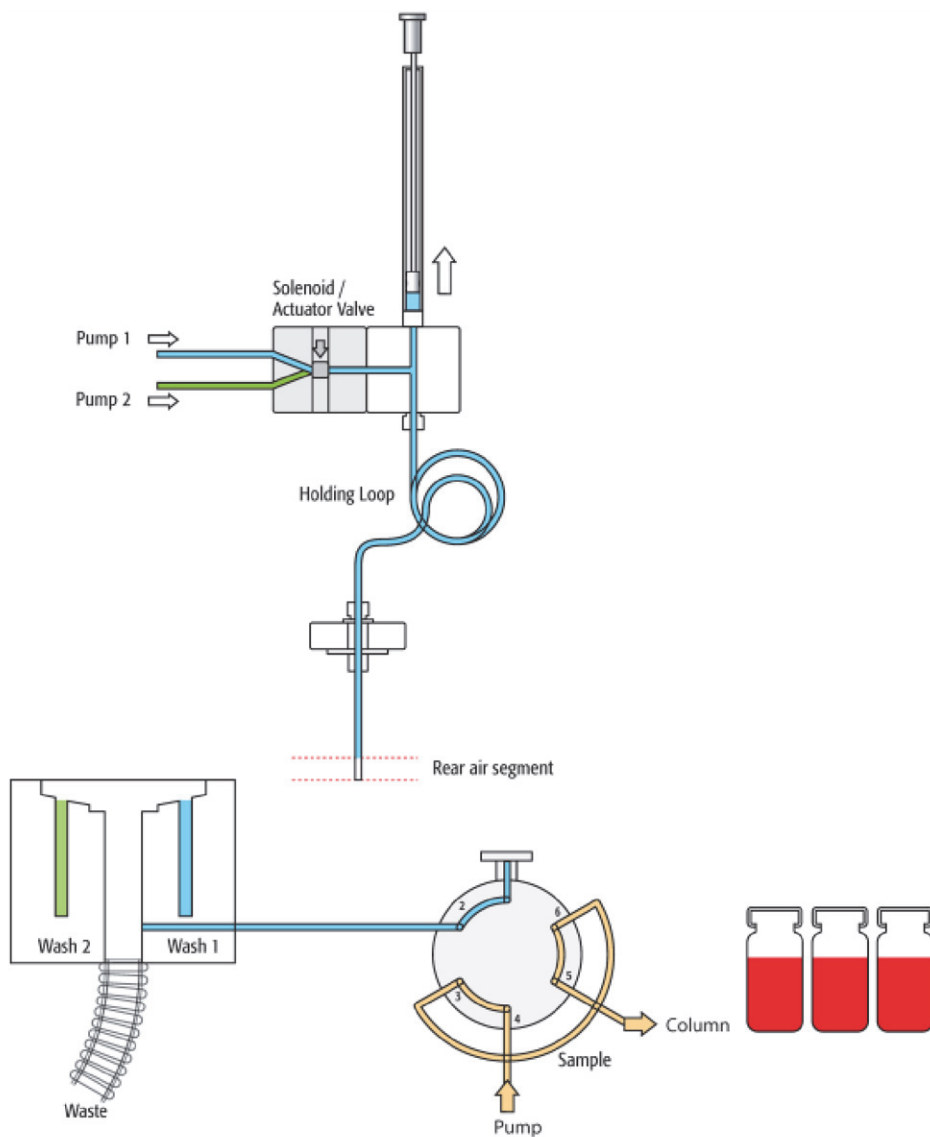 Solenoid /
Actuator Valve
Pump 1
Pump 2
Holding Loop
Rear air segment
Wash 2
Wash 1
2
6
3
5
4
Column
Sample
Waste
Pump